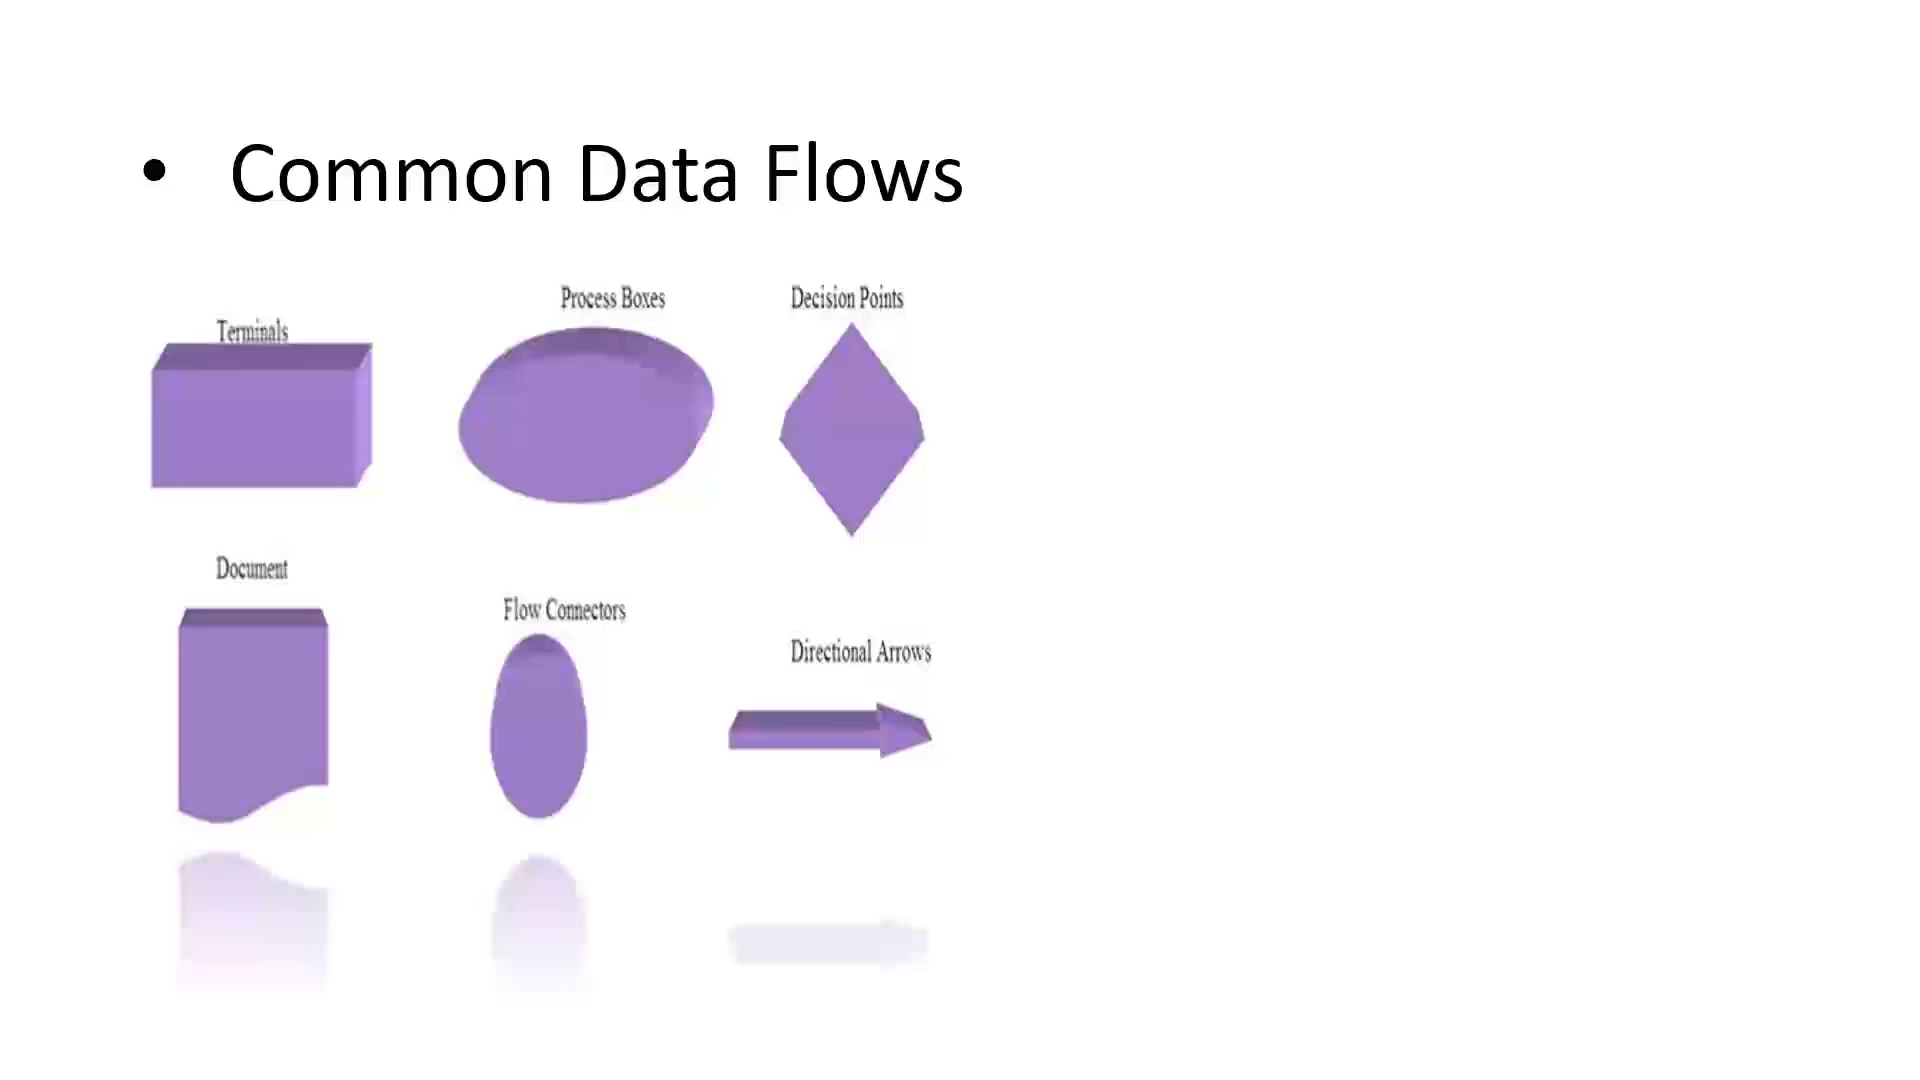 • Common Data Flows
Process Boxes
Decision Points
Terminals
Document
Flow Connectors
Directional Arrows